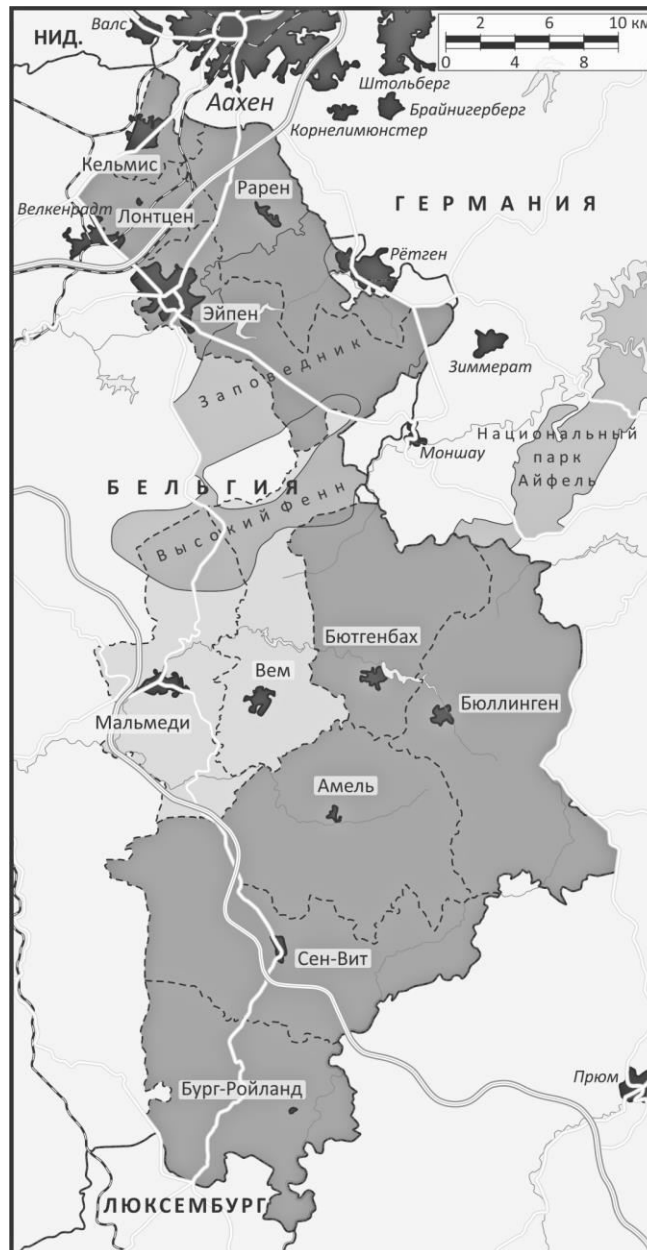 2 6 10 км
0 4 8
НИД.
Валс
Аахен
Штольберг
Брайнигерберг
Корнелимюнстер
Кельмис
Рарен
ГЕРМАНИЯ
Велкенрадт
Лонтцен
Рётген
Эйпен
Заповедник
Зиммерат
Национальный
парк
Айфель
Моншау
БЕЛЬГИЯ
Высокий Фенн
Бютгенбах
Вем
Бюллинген
Мальмеди
Амель
Сен-Вит
Прюм
Бург-Ройланд
ЛЮКСЕМБУРГ